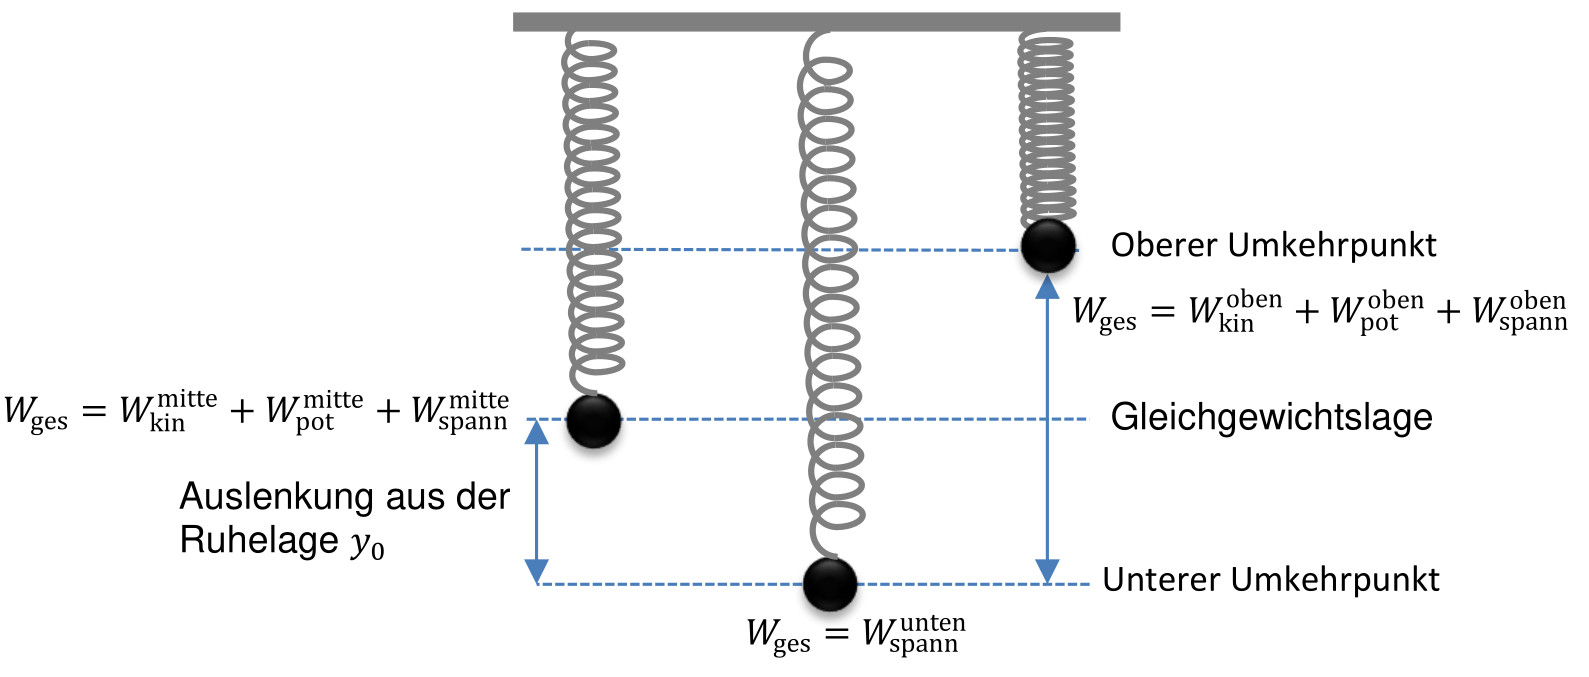 Oberer Umkehrpunkt
W_ges = W_kin^oben + W_pot^oben + W_spann^oben
W_ges = W_kin^mitte + W_pot^mitte + W_spann^mitte
Gleichgewichtslage
Auslenkung aus der
Ruhelage y₀
Unterer Umkehrpunkt
W_ges = W_spann^unten